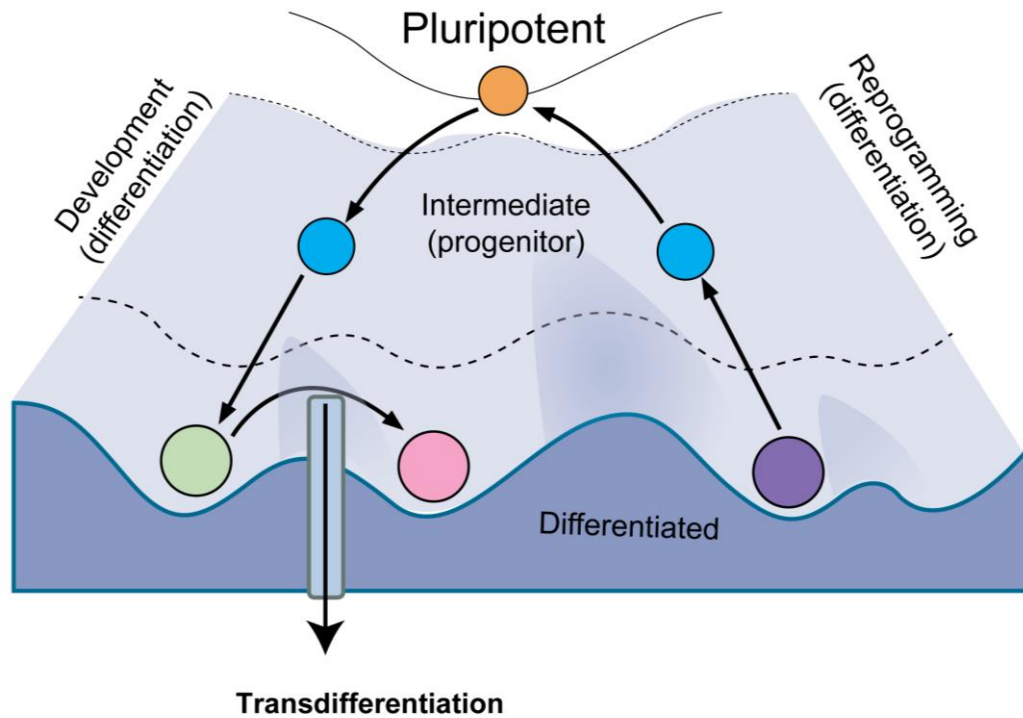 Pluripotent
Development
(differentiation)
Reprogramming
(differentiation)
Intermediate
(progenitor)
Differentiated
Transdifferentiation